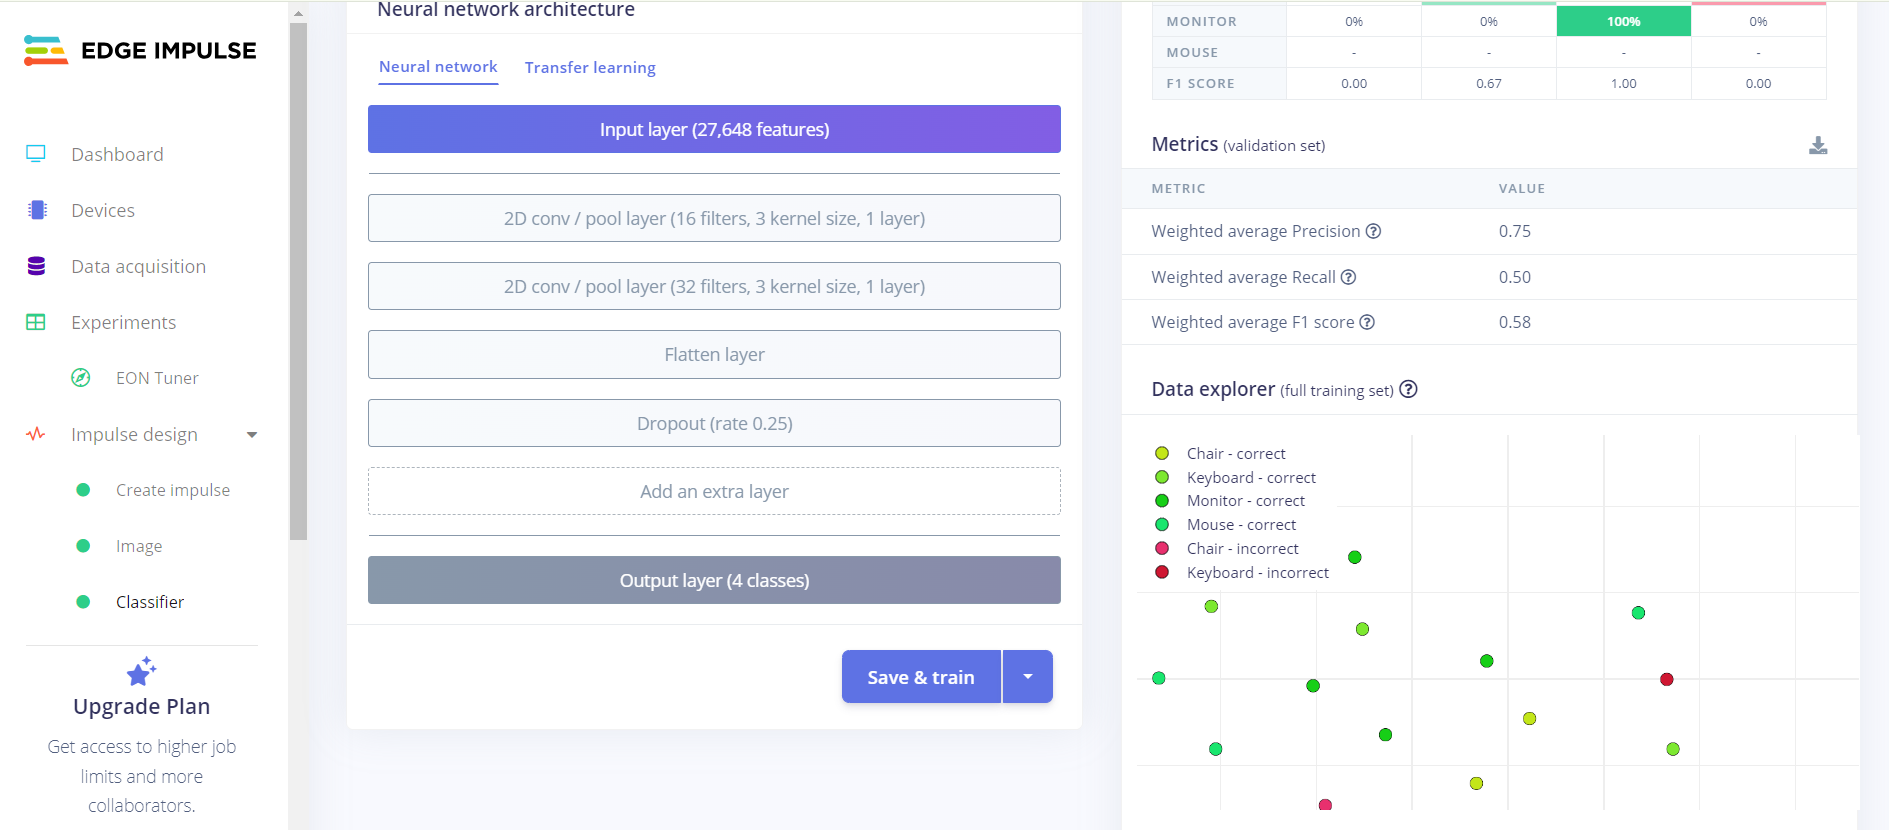 EDGE IMPULSE
Dashboard
Devices
Data acquisition
Experiments
EON Tuner
Impulse design
Create impulse
Image
Classifier
Upgrade Plan
Get access to higher job
limits and more
collaborators.
Neural network architecture
Neural network Transfer learning
Input layer (27,648 features)
2D conv / pool layer (16 filters, 3 kernel size, 1 layer)
2D conv / pool layer (32 filters, 3 kernel size, 1 layer)
Flatten layer
Dropout (rate 0.25)
Add an extra layer
Output layer (4 classes)
Save & train
MONITOR 0% 0% 100% 0%
MOUSE - - - -
F1 SCORE 0.00 0.67 1.00 0.00
Metrics (validation set)
METRIC VALUE
Weighted average Precision ? 0.75
Weighted average Recall ? 0.50
Weighted average F1 score ? 0.58
Data explorer (full training set) ?
Chair - correct
Keyboard - correct
Monitor - correct
Mouse - correct
Chair - incorrect
Keyboard - incorrect